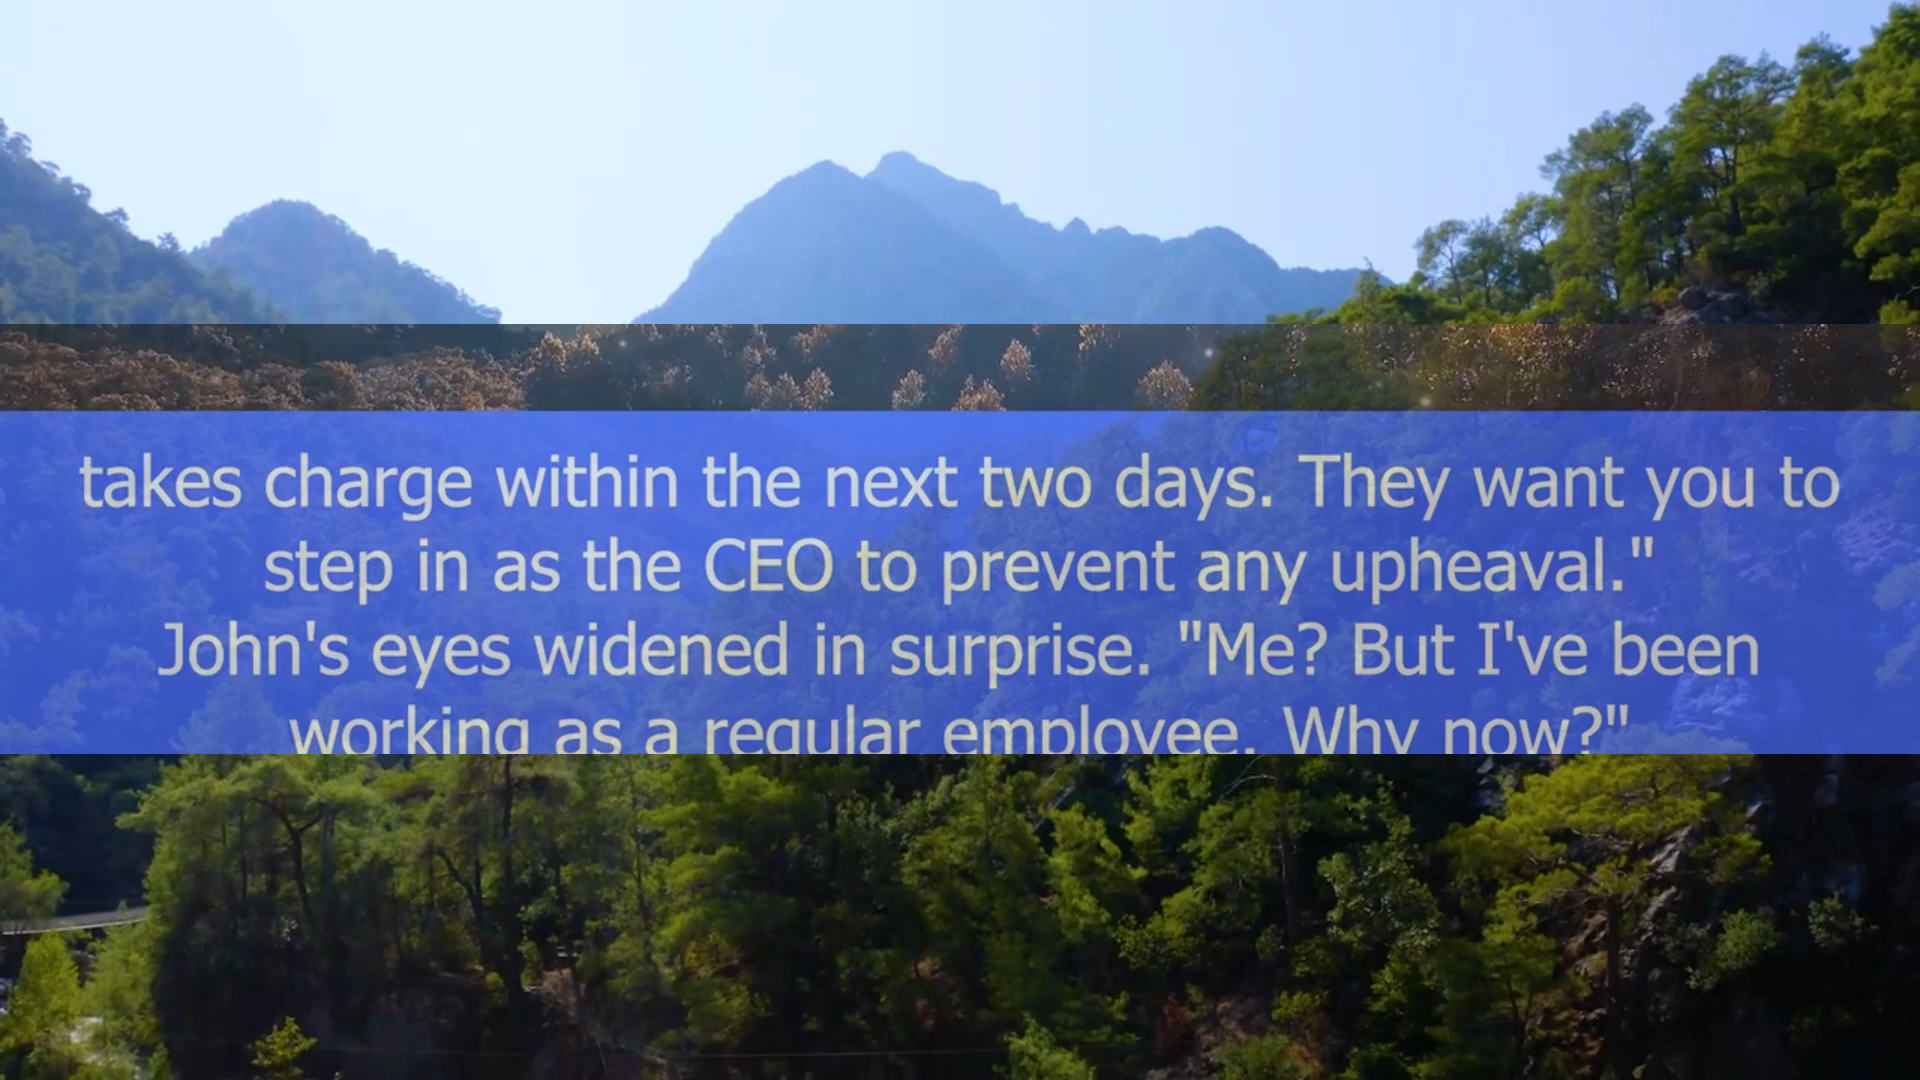 takes charge within the next two days. They want you to
step in as the CEO to prevent any upheaval."
John's eyes widened in surprise. "Me? But I've been
working as a regular employee. Why now?"